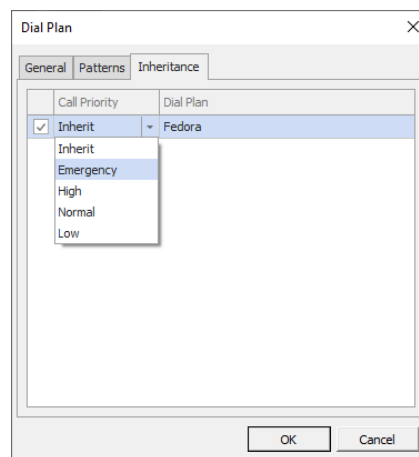 Dial Plan
General Patterns Inheritance
Call Priority Dial Plan
Inherit Fedora
Inherit
Emergency
High
Normal
Low
OK Cancel